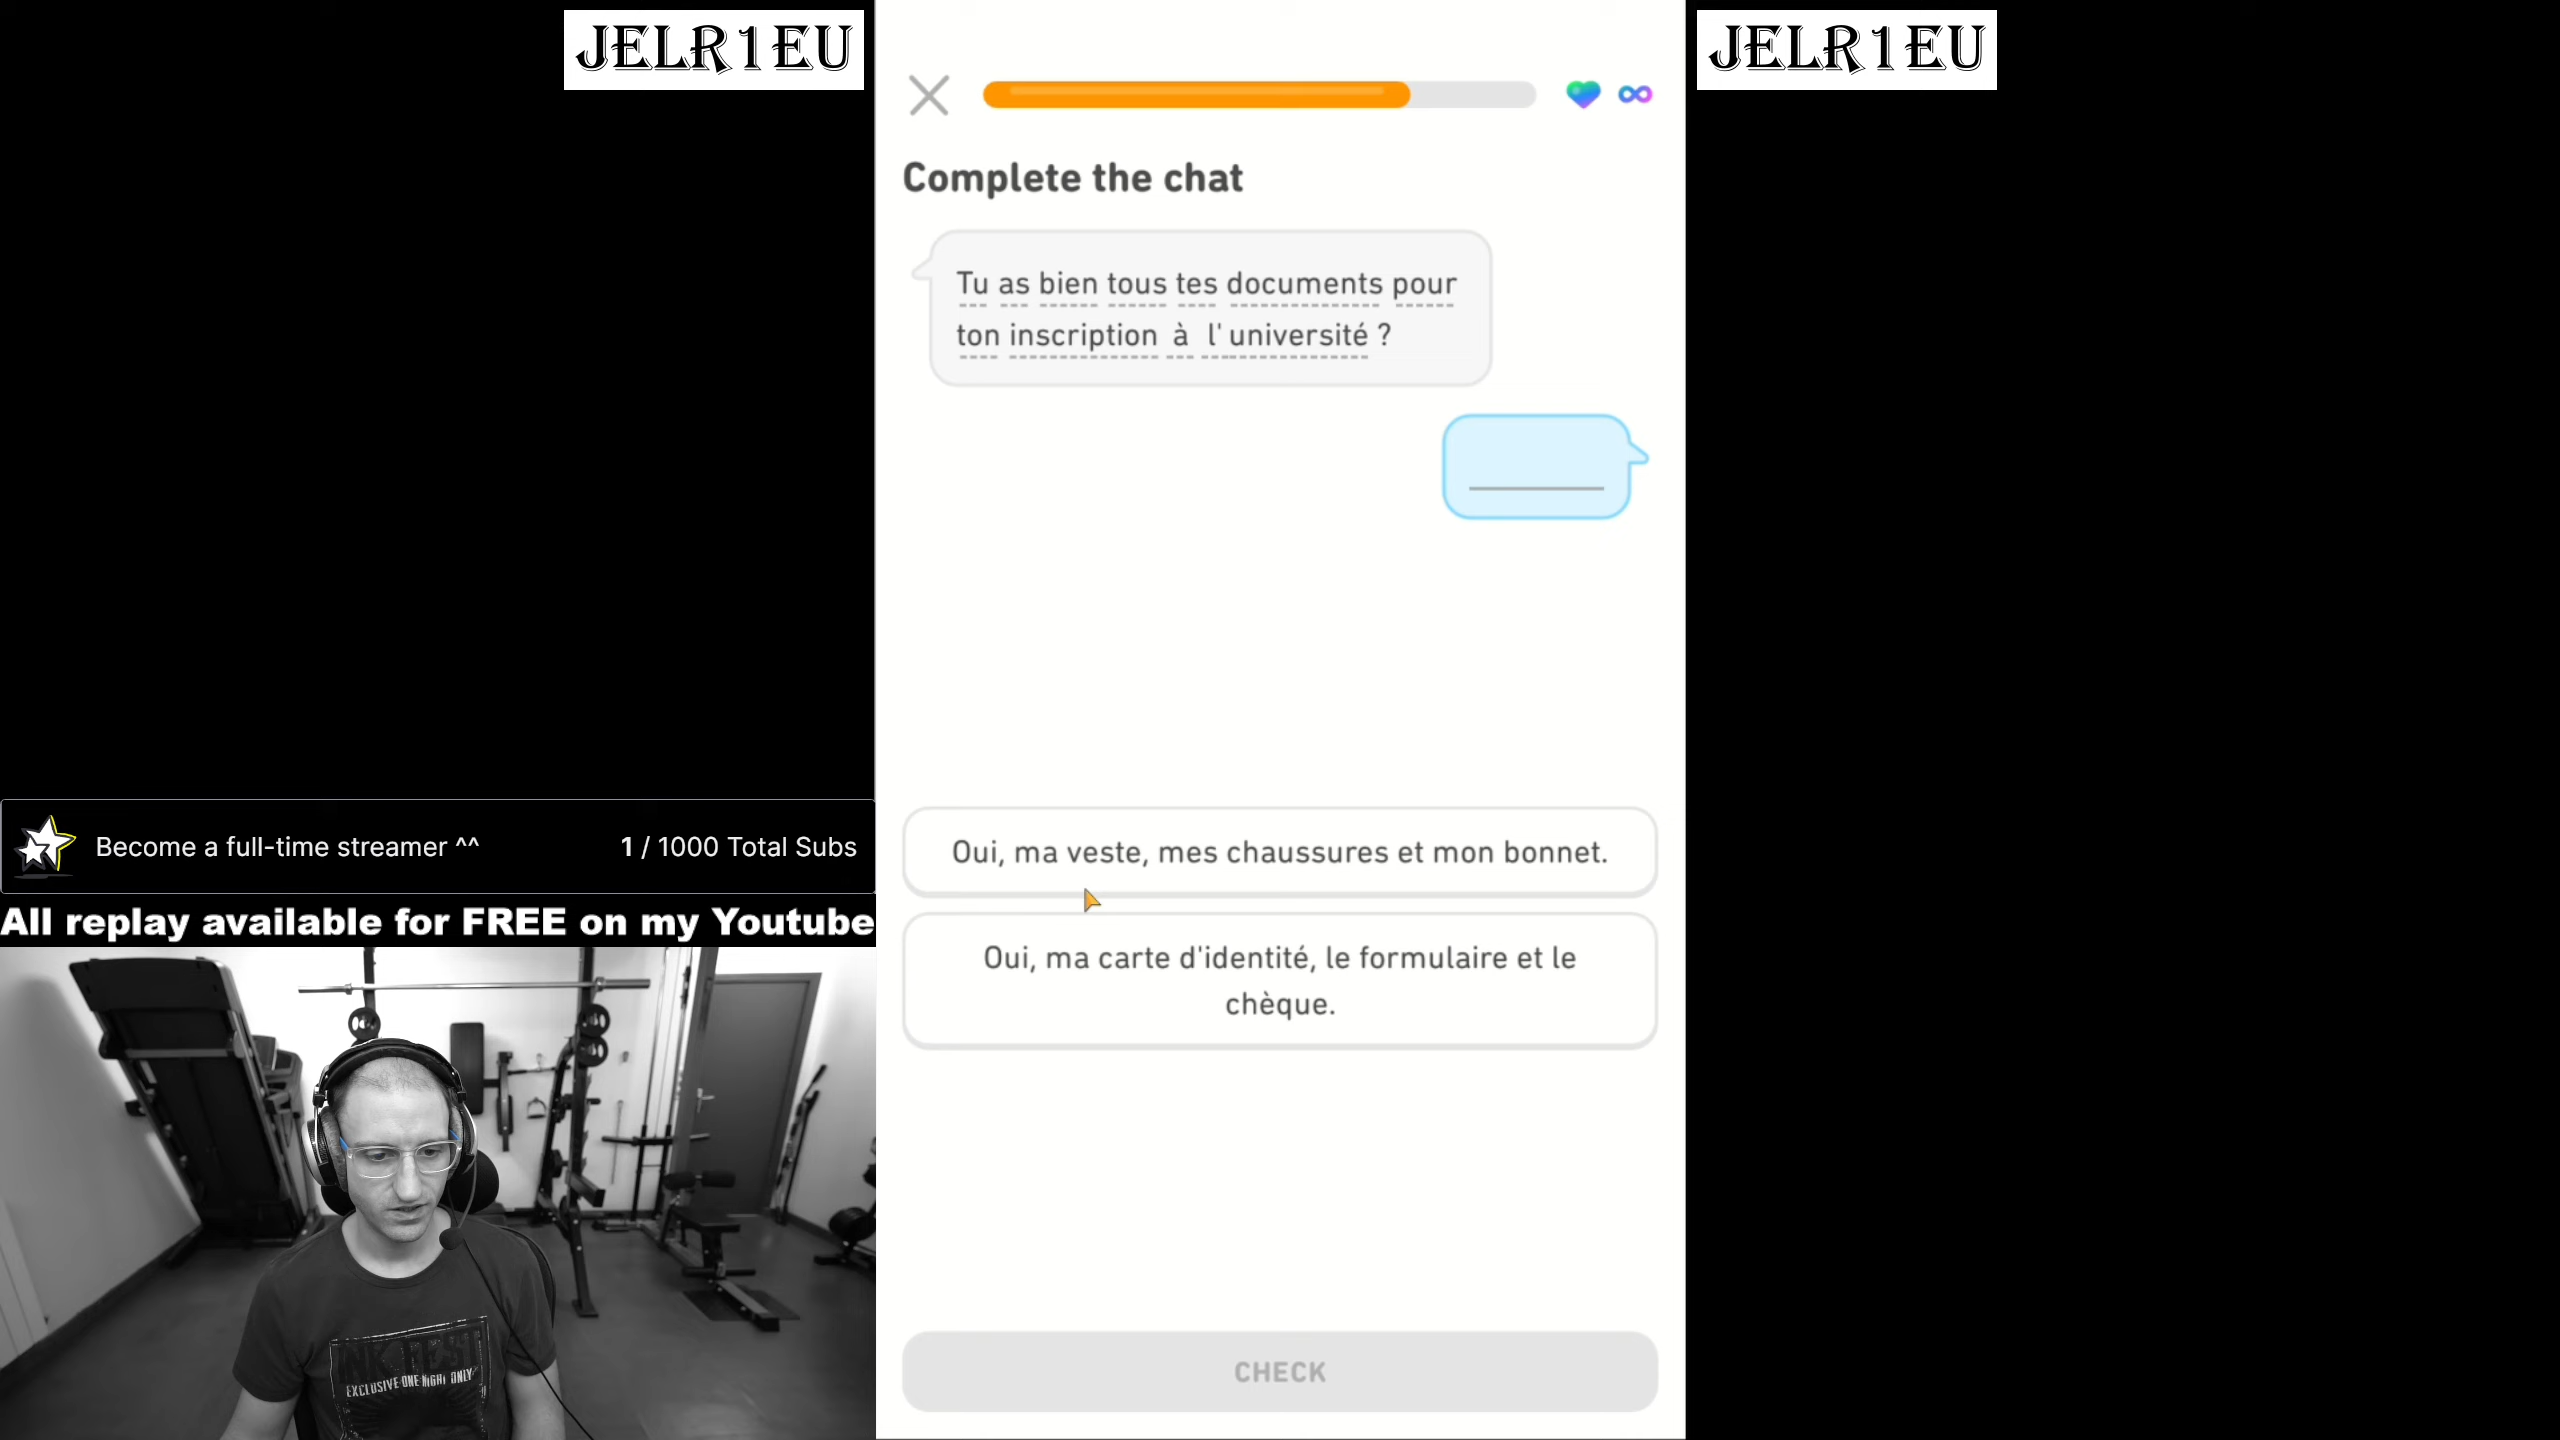 JELR1EU
JELR1EU
Complete the chat
Tu as bien tous tes documents pour
ton inscription à l'université ?
Oui, ma veste, mes chaussures et mon bonnet.
Oui, ma carte d'identité, le formulaire et le
chèque.
CHECK
Become a full-time streamer ^^ 1 / 1000 Total Subs
All replay available for FREE on my Youtube
EXCLUSIVE ONE NIGHT ONLY